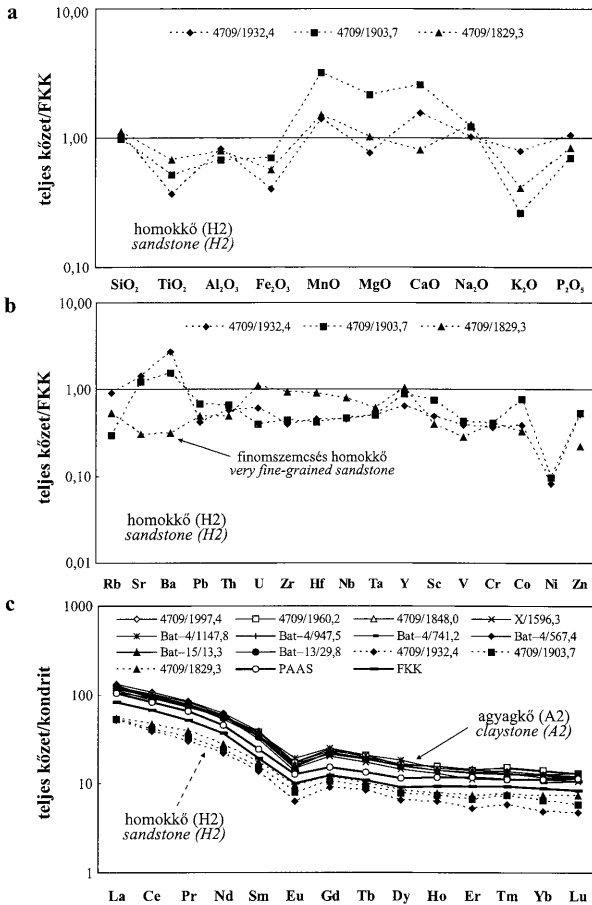 a
10,00
4709/1932,4 4709/1903,7 4709/1829,3
1,00
0,10
teljes kőzet/FKK
homokkő (H2)
sandstone (H2)
SiO₂ TiO₂ Al₂O₃ Fe₂O₃ MnO MgO CaO Na₂O K₂O P₂O₅
b
10,00
4709/1932,4 4709/1903,7 4709/1829,3
1,00
0,10
0,01
teljes kőzet/FKK
finomszemcsés homokkő
very fine-grained sandstone
homokkő (H2)
sandstone (H2)
Rb Sr Ba Pb Th U Zr Hf Nb Ta Y Sc V Cr Co Ni Zn
c
1000
4709/1997,4 4709/1960,2 4709/1848,0 X/1596,3
Bat-4/1147,8 Bat-4/947,5 Bat-4/741,2 Bat-4/567,4
Bat-15/13,3 Bat-13/29,8 4709/1932,4 4709/1903,7
4709/1829,3 PAAS FKK
100
10
1
teljes kőzet/kondrit
agyagkő (A2)
claystone (A2)
homokkő (H2)
sandstone (H2)
La Ce Pr Nd Sm Eu Gd Tb Dy Ho Er Tm Yb Lu